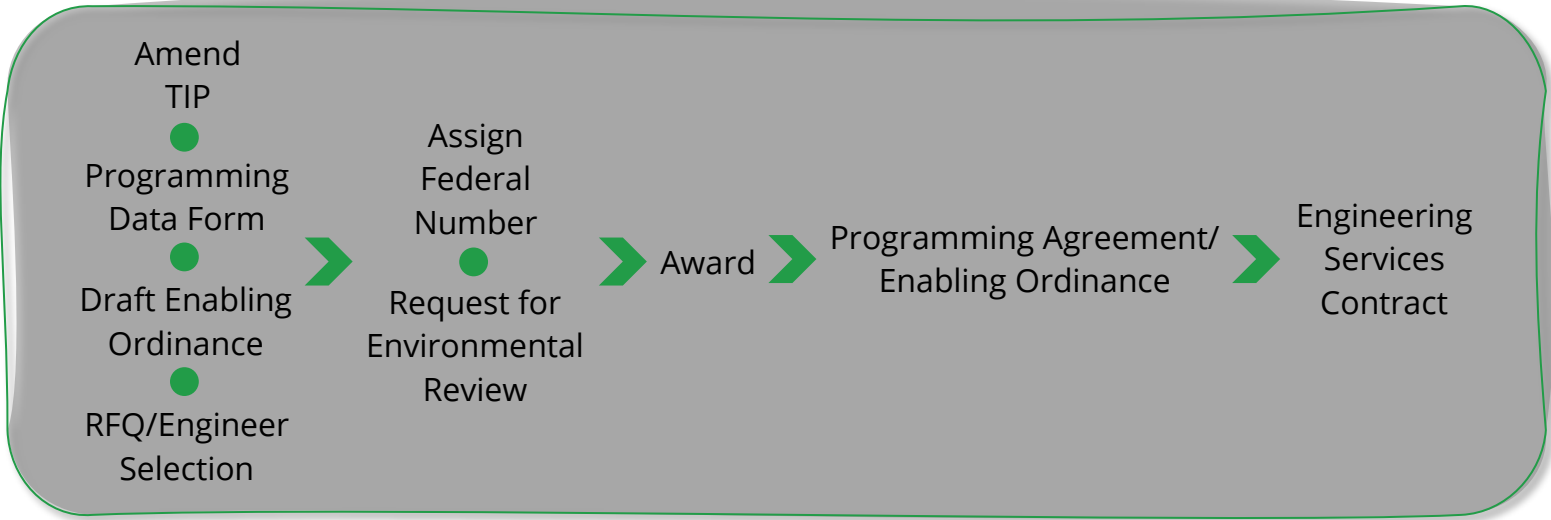 Amend
TIP
Programming
Data Form
Draft Enabling
Ordinance
RFQ/Engineer
Selection
Assign
Federal
Number
Request for
Environmental
Review
Award
Programming Agreement/
Enabling Ordinance
Engineering
Services
Contract